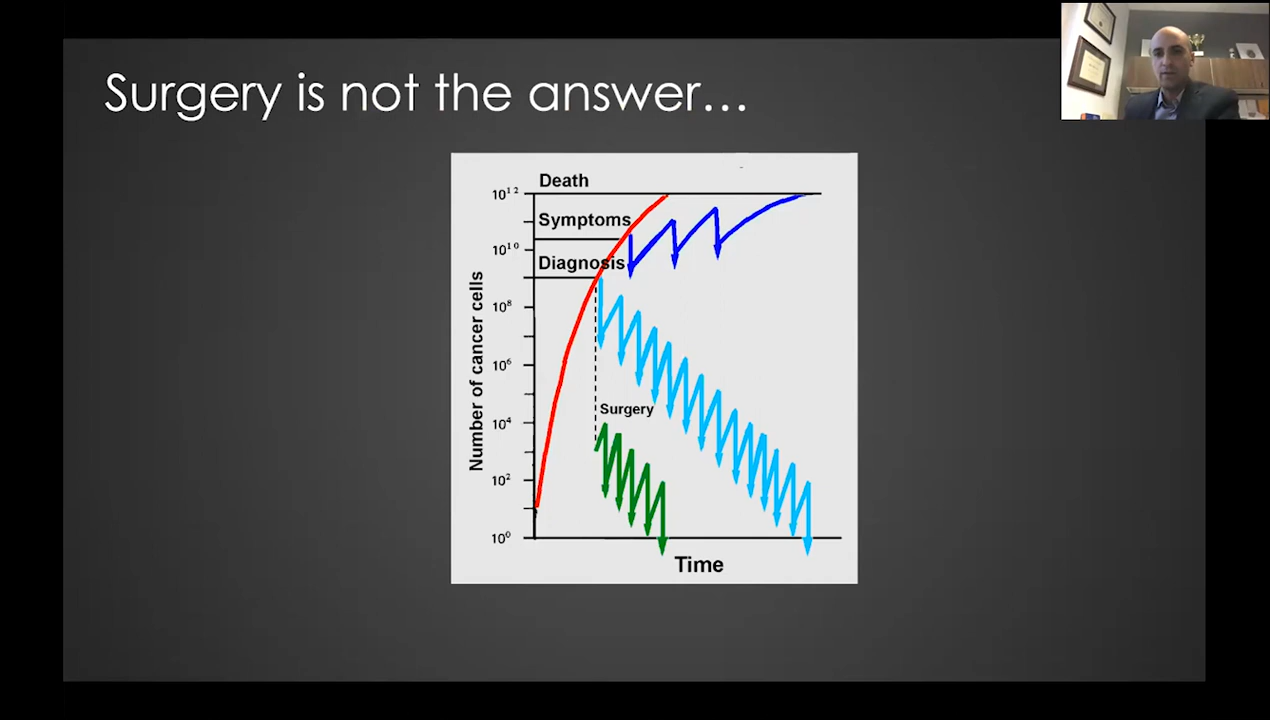 Surgery is not the answer...
Death
10¹²
Symptoms
10¹⁰
Diagnosis
10⁸
10⁶
Surgery
10⁴
10²
10⁰
Number of cancer cells
Time